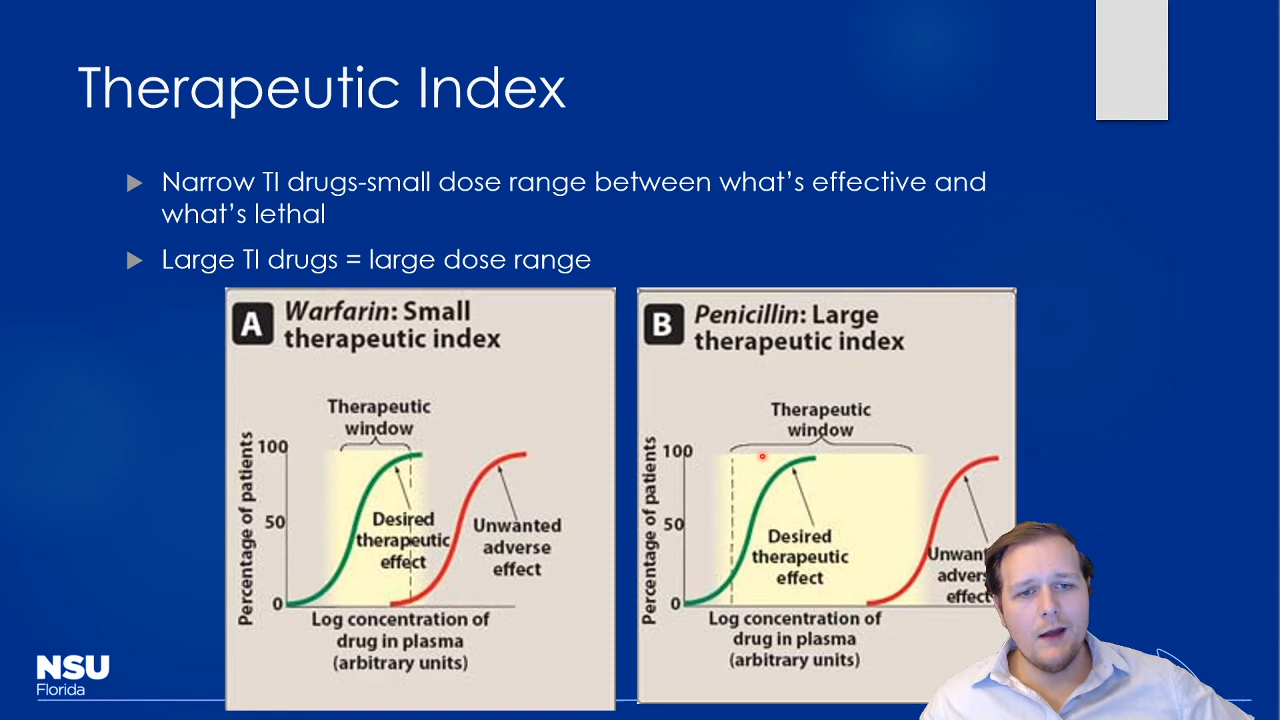 Therapeutic Index
Narrow TI drugs-small dose range between what's effective and
what's lethal
Large TI drugs = large dose range
A
Warfarin: Small
therapeutic index
Therapeutic
window
Percentage of patients
100
50
0
Desired
therapeutic
effect
Unwanted
adverse
effect
Log concentration of
drug in plasma
(arbitrary units)
B
Penicillin: Large
therapeutic index
Therapeutic
window
Percentage of patients
100
50
0
Desired
therapeutic
effect
Unwan
advers
effect
Log concentration of
drug in plasma
(arbitrary units)
NSU
Florida